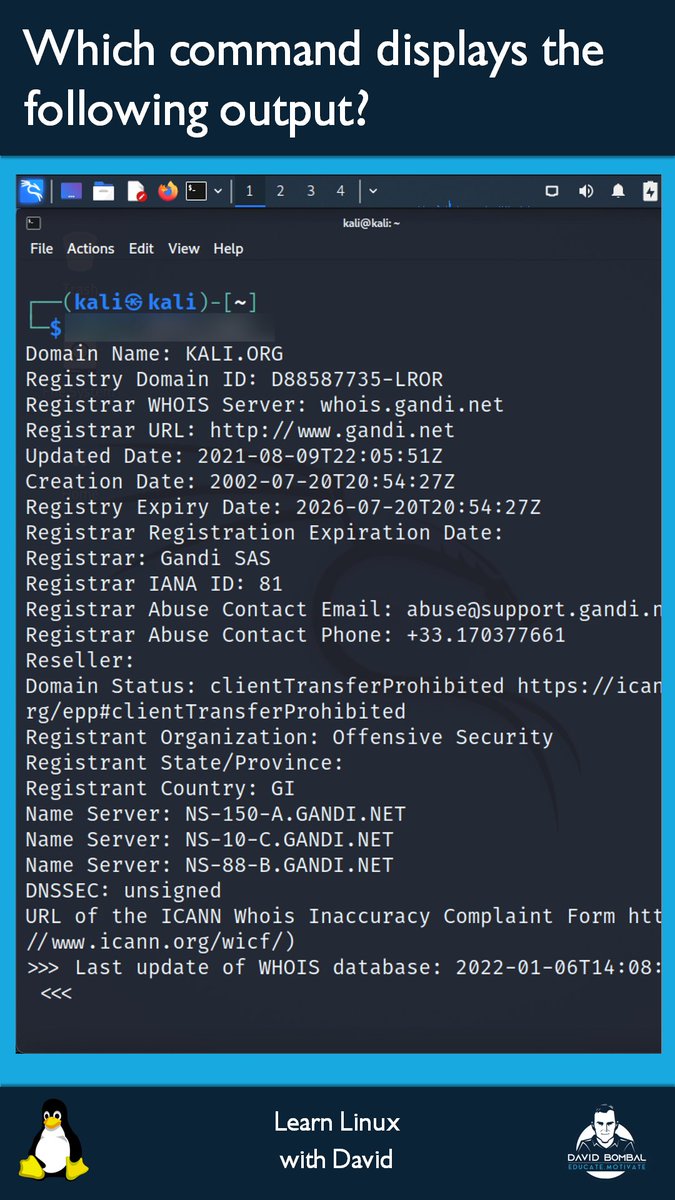 Which command displays the
following output?
1 2 3 4
kali@kali: ~
File Actions Edit View Help
┌──(kali㉿kali)-[~]
└─$
Domain Name: KALI.ORG
Registry Domain ID: D88587735-LROR
Registrar WHOIS Server: whois.gandi.net
Registrar URL: http://www.gandi.net
Updated Date: 2021-08-09T22:05:51Z
Creation Date: 2002-07-20T20:54:27Z
Registry Expiry Date: 2026-07-20T20:54:27Z
Registrar Registration Expiration Date:
Registrar: Gandi SAS
Registrar IANA ID: 81
Registrar Abuse Contact Email: abuse@support.gandi.n
Registrar Abuse Contact Phone: +33.170377661
Reseller:
Domain Status: clientTransferProhibited https://ican
rg/epp#clientTransferProhibited
Registrant Organization: Offensive Security
Registrant State/Province:
Registrant Country: GI
Name Server: NS-150-A.GANDI.NET
Name Server: NS-10-C.GANDI.NET
Name Server: NS-88-B.GANDI.NET
DNSSEC: unsigned
URL of the ICANN Whois Inaccuracy Complaint Form htt
//www.icann.org/wicf/)
>>> Last update of WHOIS database: 2022-01-06T14:08:
<<<
Learn Linux
with David
DAVID BOMBAL
EDUCATE MOTIVATE